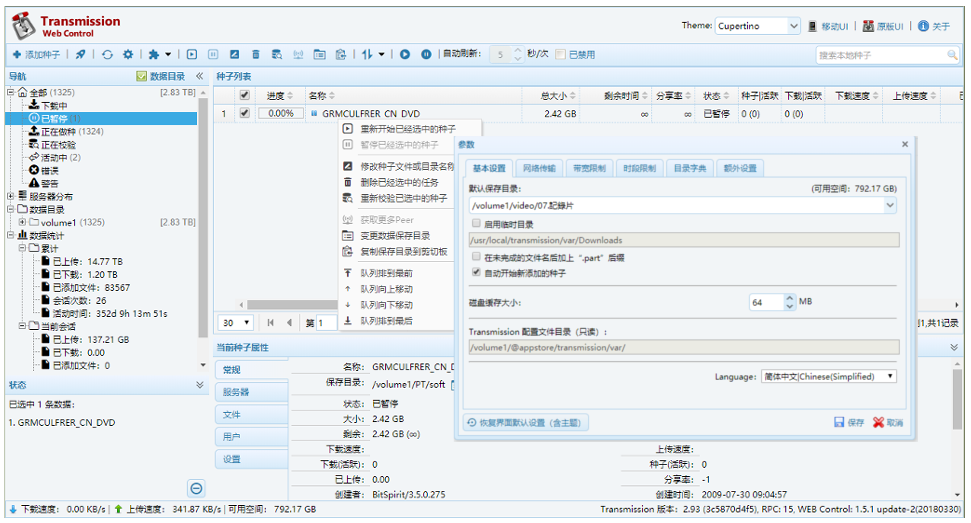 Transmission
Web Control
Theme: Cupertino 移动UI 原版UI 关于
添加种子 自动刷新: 5 秒/次 已禁用 搜索本地种子
导航 数据目录
全部 (1325) [2.83 TB]
下载中
已暂停 (1)
正在做种 (1324)
正在校验
活动中 (2)
错误
警告
服务器分布
数据目录
volume1 (1325) [2.83 TB]
数据统计
累计
已上传: 14.77 TB
已下载: 1.20 TB
已添加文件: 83567
会话次数: 26
活动时间: 352d 9h 13m 51s
当前会话
已上传: 137.21 GB
已下载: 0.00
已添加文件: 0
状态
已选中 1 条数据:
1. GRMCULFRER_CN_DVD
种子列表
进度 名称 总大小 剩余时间 分享率 状态 种子|活跃 下载|活跃 下载速度 上传速度
1 0.00% GRMCULFRER_CN_DVD 2.42 GB ∞ ∞ 已暂停 0 (0) 0 (0)
重新开始已经选中的种子
暂停已经选中的种子
修改种子文件或目录名称
删除已经选中的任务
重新校验已选中的种子
获取更多Peer
变更数据保存目录
复制保存目录到剪切板
队列排到最前
队列向上移动
队列向下移动
队列排到最后
30 第 1
,共1记录
参数
基本设置 网络传输 带宽限制 时段限制 目录字典 额外设置
默认保存目录: (可用空间: 792.17 GB)
/volume1/video/07.記錄片
启用临时目录
/usr/local/transmission/var/Downloads
在未完成的文件名后加上 ".part" 后缀
自动开始新添加的种子
磁盘缓存大小: 64 MB
Transmission 配置文件目录（只读）:
/volume1/@appstore/transmission/var/
Language: 简体中文|Chinese(Simplified)
恢复界面默认设置（含主题） 保存 取消
当前种子属性
常规
服务器
文件
用户
设置
名称: GRMCULFRER_CN_D
保存目录: /volume1/PT/soft
状态: 已暂停
大小: 2.42 GB
剩余: 2.42 GB (∞)
下载速度: 上传速度:
下载(活跃): 0 种子(活跃): 0
已上传: 0.00 分享率: -1
创建者: BitSpirit/3.5.0.275 创建时间: 2009-07-30 09:04:57
下载速度: 0.00 KB/s | 上传速度: 341.87 KB/s | 可用空间: 792.17 GB Transmission 版本: 2.93 (3c5870d4f5), RPC: 15, WEB Control: 1.5.1 update-2(20180330)